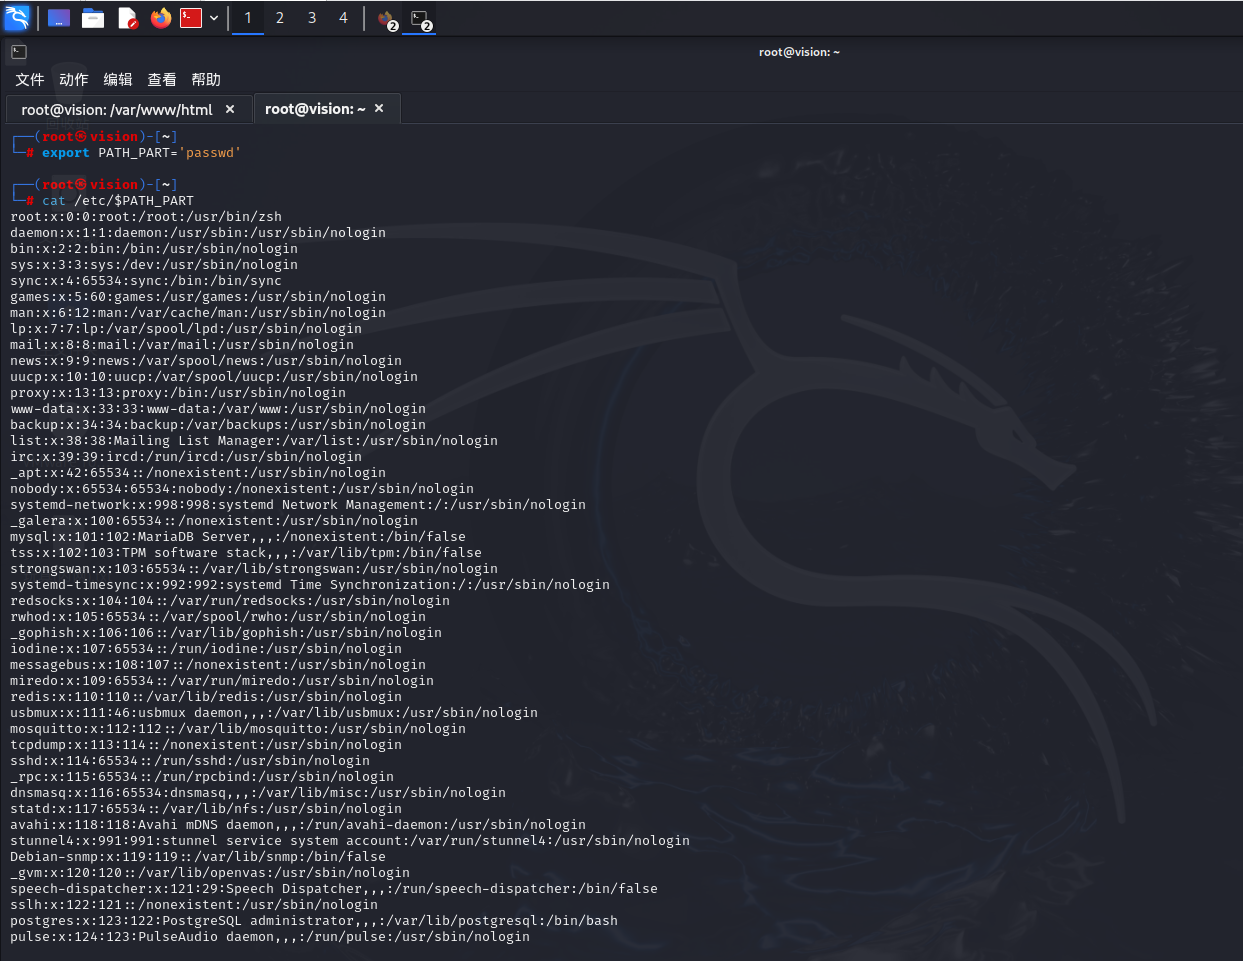 1 2 3 4 2 2
root@vision: ~
文件 动作 编辑 查看 帮助
root@vision: /var/www/html × root@vision: ~ ×
┌──(root㉿vision)-[~]
└─# export PATH_PART='passwd'
┌──(root㉿vision)-[~]
└─# cat /etc/$PATH_PART
root:x:0:0:root:/root:/usr/bin/zsh
daemon:x:1:1:daemon:/usr/sbin:/usr/sbin/nologin
bin:x:2:2:bin:/bin:/usr/sbin/nologin
sys:x:3:3:sys:/dev:/usr/sbin/nologin
sync:x:4:65534:sync:/bin:/bin/sync
games:x:5:60:games:/usr/games:/usr/sbin/nologin
man:x:6:12:man:/var/cache/man:/usr/sbin/nologin
lp:x:7:7:lp:/var/spool/lpd:/usr/sbin/nologin
mail:x:8:8:mail:/var/mail:/usr/sbin/nologin
news:x:9:9:news:/var/spool/news:/usr/sbin/nologin
uucp:x:10:10:uucp:/var/spool/uucp:/usr/sbin/nologin
proxy:x:13:13:proxy:/bin:/usr/sbin/nologin
www-data:x:33:33:www-data:/var/www:/usr/sbin/nologin
backup:x:34:34:backup:/var/backups:/usr/sbin/nologin
list:x:38:38:Mailing List Manager:/var/list:/usr/sbin/nologin
irc:x:39:39:ircd:/run/ircd:/usr/sbin/nologin
_apt:x:42:65534::/nonexistent:/usr/sbin/nologin
nobody:x:65534:65534:nobody:/nonexistent:/usr/sbin/nologin
systemd-network:x:998:998:systemd Network Management:/:/usr/sbin/nologin
_galera:x:100:65534::/nonexistent:/usr/sbin/nologin
mysql:x:101:102:MariaDB Server,,,:/nonexistent:/bin/false
tss:x:102:103:TPM software stack,,,:/var/lib/tpm:/bin/false
strongswan:x:103:65534::/var/lib/strongswan:/usr/sbin/nologin
systemd-timesync:x:992:992:systemd Time Synchronization:/:/usr/sbin/nologin
redsocks:x:104:104::/var/run/redsocks:/usr/sbin/nologin
rwhod:x:105:65534::/var/spool/rwho:/usr/sbin/nologin
_gophish:x:106:106::/var/lib/gophish:/usr/sbin/nologin
iodine:x:107:65534::/run/iodine:/usr/sbin/nologin
messagebus:x:108:107::/nonexistent:/usr/sbin/nologin
miredo:x:109:65534::/var/run/miredo:/usr/sbin/nologin
redis:x:110:110::/var/lib/redis:/usr/sbin/nologin
usbmux:x:111:46:usbmux daemon,,,:/var/lib/usbmux:/usr/sbin/nologin
mosquitto:x:112:112::/var/lib/mosquitto:/usr/sbin/nologin
tcpdump:x:113:114::/nonexistent:/usr/sbin/nologin
sshd:x:114:65534::/run/sshd:/usr/sbin/nologin
_rpc:x:115:65534::/run/rpcbind:/usr/sbin/nologin
dnsmasq:x:116:65534:dnsmasq,,,:/var/lib/misc:/usr/sbin/nologin
statd:x:117:65534::/var/lib/nfs:/usr/sbin/nologin
avahi:x:118:118:Avahi mDNS daemon,,,:/run/avahi-daemon:/usr/sbin/nologin
stunnel4:x:991:991:stunnel service system account:/var/run/stunnel4:/usr/sbin/nologin
Debian-snmp:x:119:119::/var/lib/snmp:/bin/false
_gvm:x:120:120::/var/lib/openvas:/usr/sbin/nologin
speech-dispatcher:x:121:29:Speech Dispatcher,,,:/run/speech-dispatcher:/bin/false
sslh:x:122:121::/nonexistent:/usr/sbin/nologin
postgres:x:123:122:PostgreSQL administrator,,,:/var/lib/postgresql:/bin/bash
pulse:x:124:123:PulseAudio daemon,,,:/run/pulse:/usr/sbin/nologin